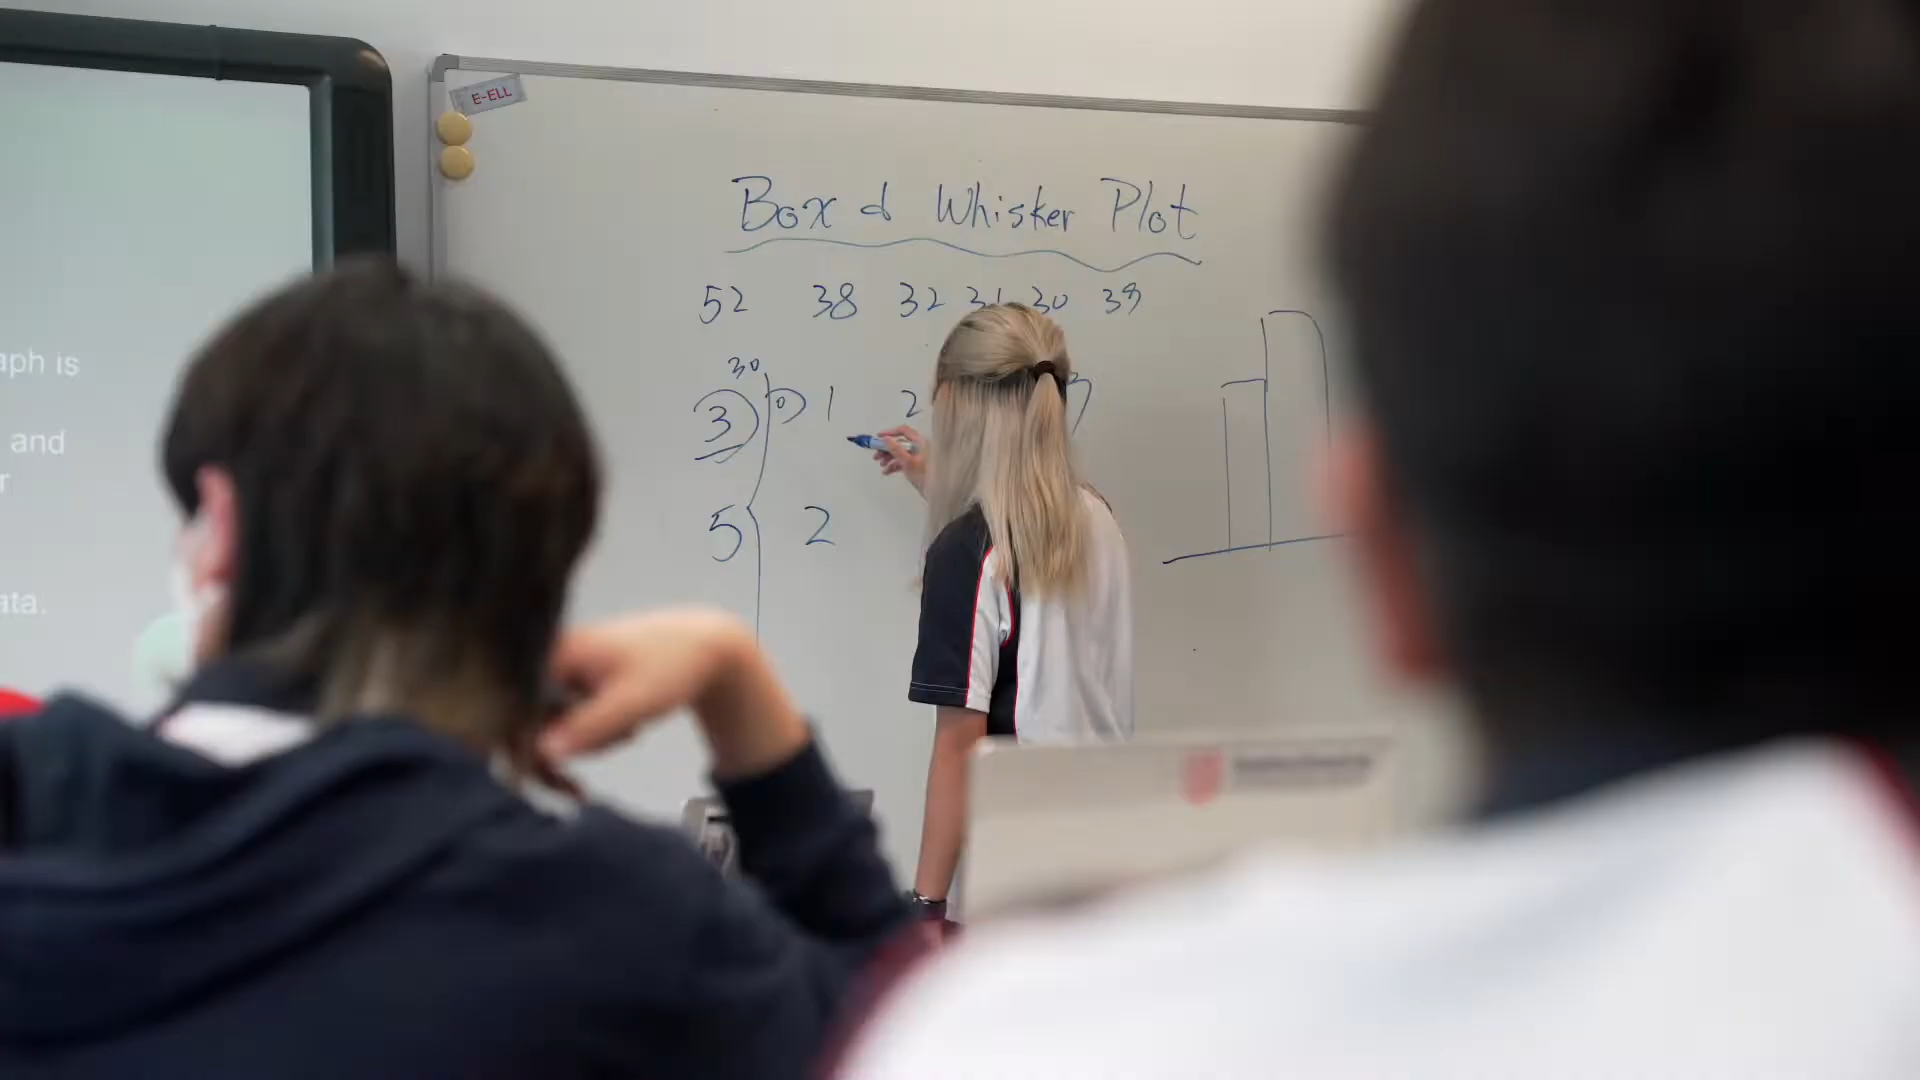 E-ELL
Box & Whisker Plot
52 38 32 31 30 39
30
3 0 1 2
5 2
aph is
and
r
ata.